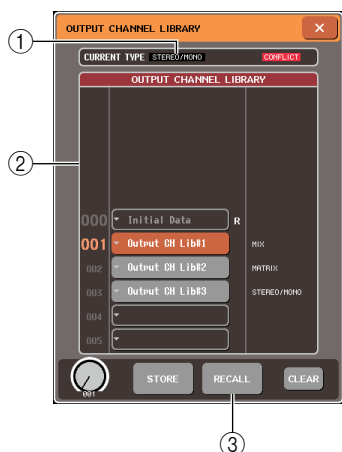 OUTPUT CHANNEL LIBRARY ×
1
CURRENT TYPE STEREO/MONO CONFLICT
OUTPUT CHANNEL LIBRARY
2
000 Initial Data R
001 Output CH Lib#1 MIX
002 Output CH Lib#2 MATRIX
003 Output CH Lib#3 STEREO/MONO
004
005
001 STORE RECALL CLEAR
3